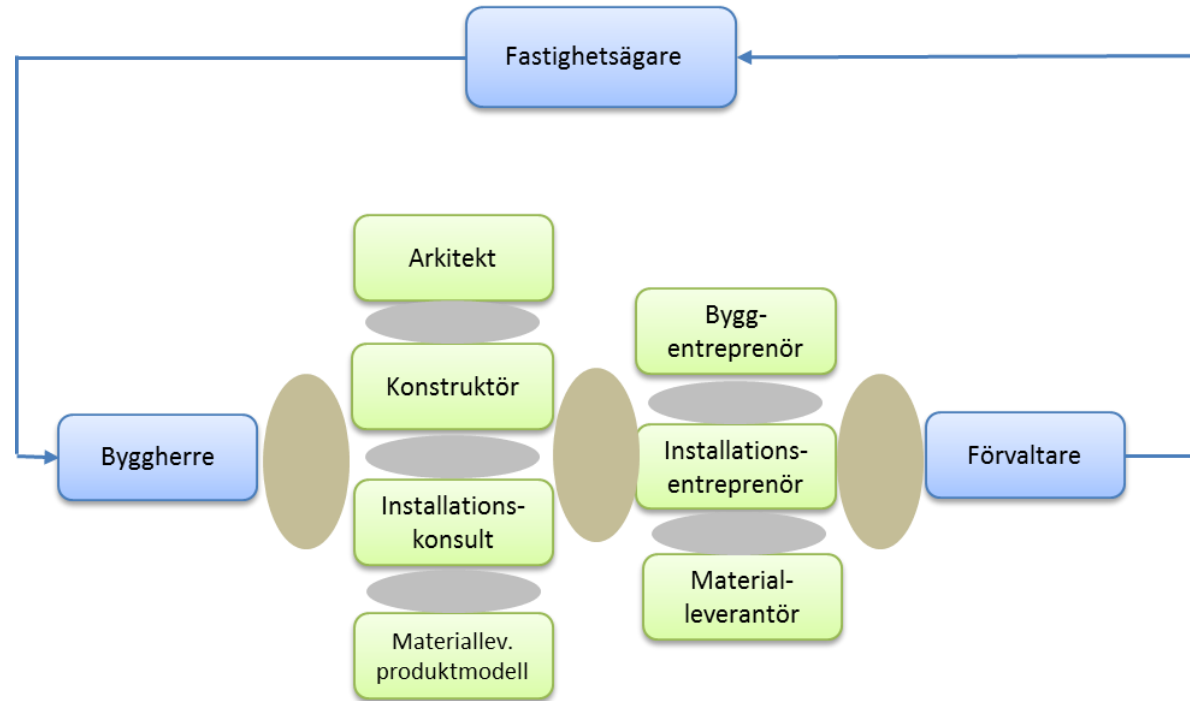 Fastighetsägare
Arkitekt
Konstruktör
Installations-
konsult
Materiallev.
produktmodell
Byggherre
Bygg-
entreprenör
Installations-
entreprenör
Material-
leverantör
Förvaltare